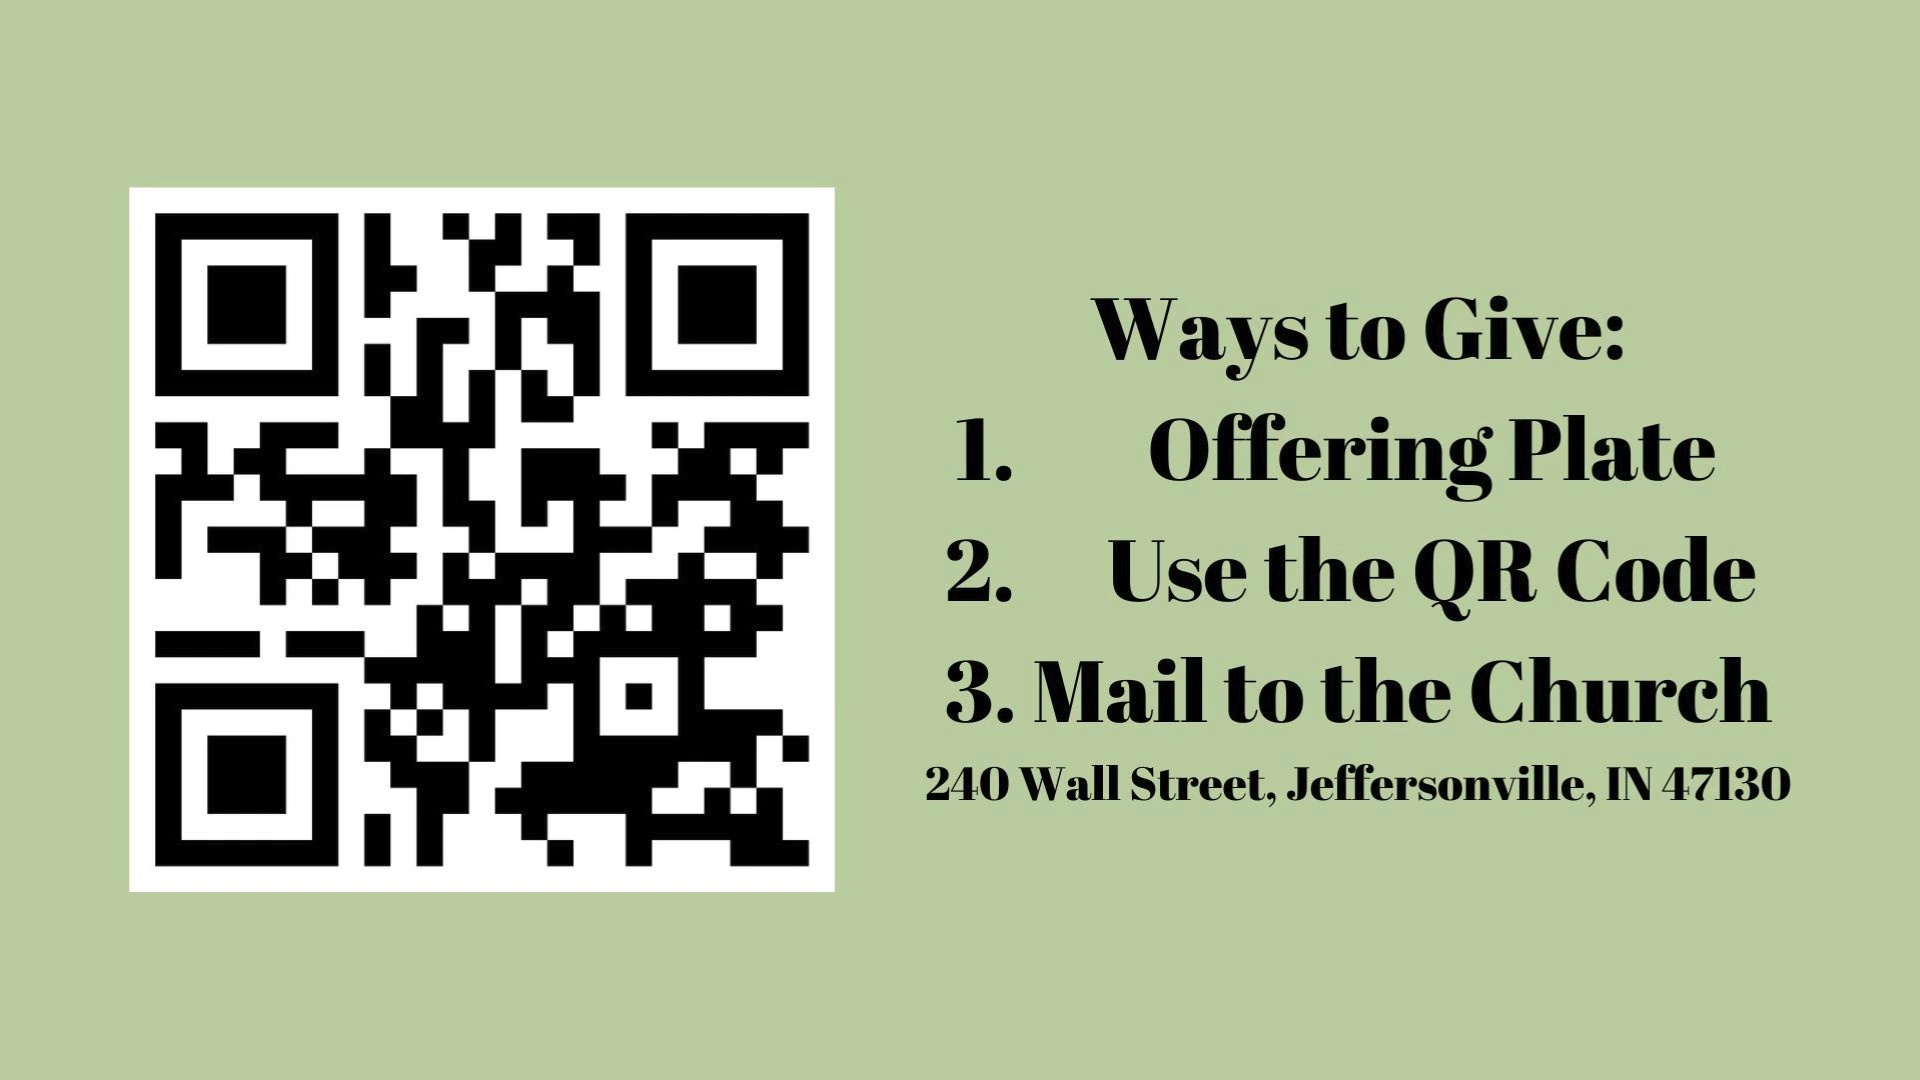 Ways to Give:
1. Offering Plate
2. Use the QR Code
3. Mail to the Church
240 Wall Street, Jeffersonville, IN 47130